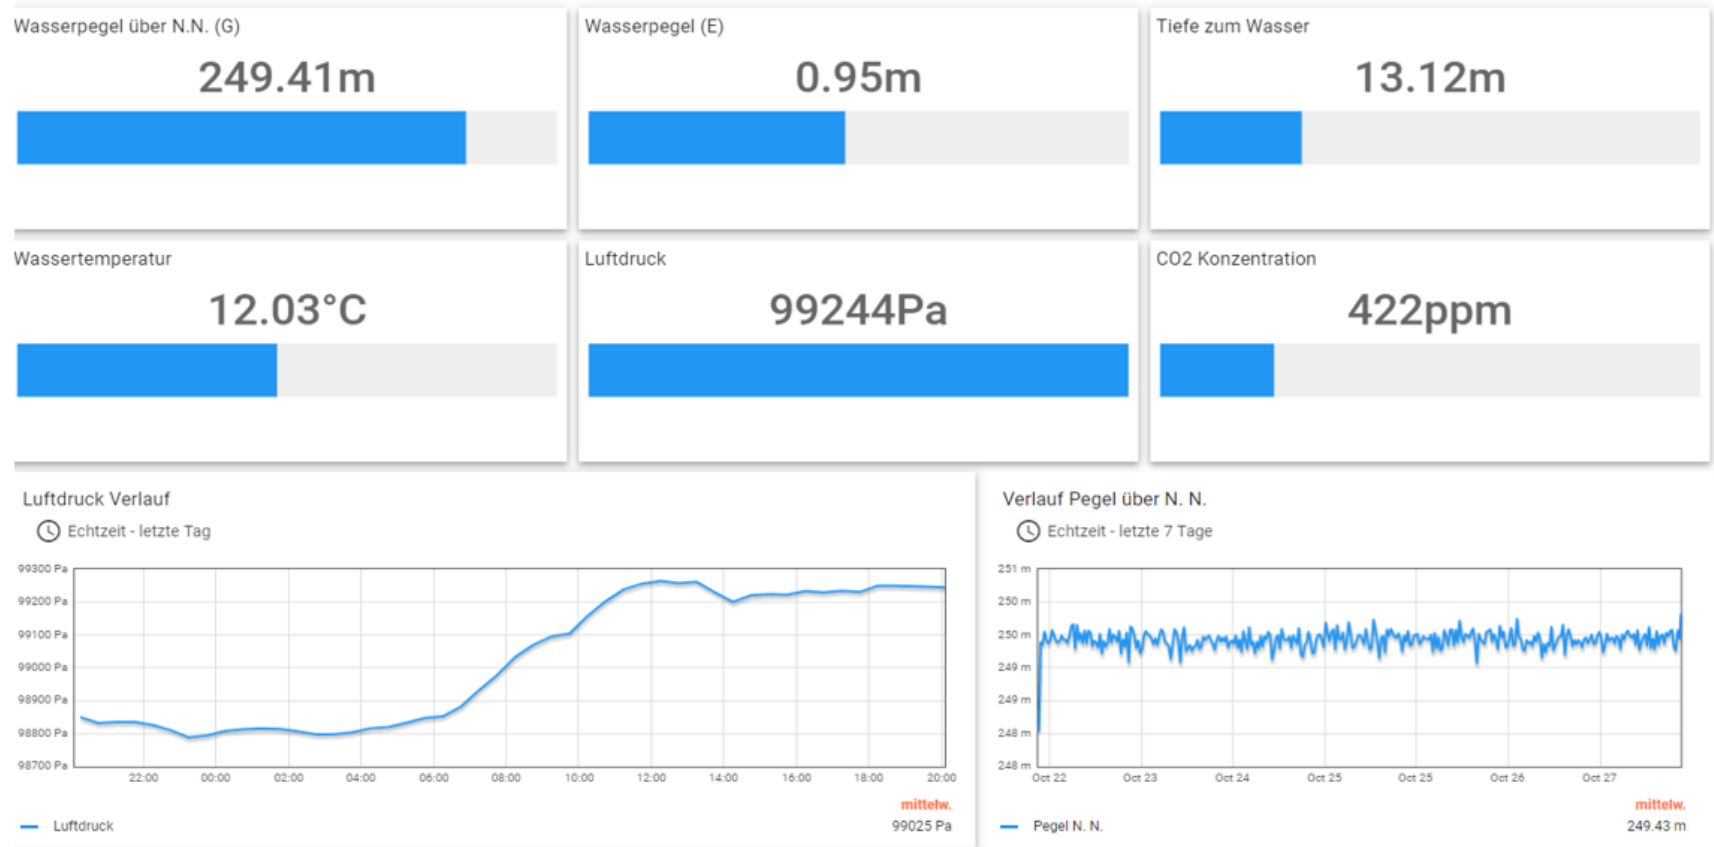 Wasserpegel über N.N. (G)
249.41m
Wasserpegel (E)
0.95m
Tiefe zum Wasser
13.12m
Wassertemperatur
12.03°C
Luftdruck
99244Pa
CO2 Konzentration
422ppm
Luftdruck Verlauf
Echtzeit - letzte Tag
99300 Pa
99200 Pa
99100 Pa
99000 Pa
98900 Pa
98800 Pa
98700 Pa
22:00 00:00 02:00 04:00 06:00 08:00 10:00 12:00 14:00 16:00 18:00 20:00
mittelw.
Luftdruck 99025 Pa
Verlauf Pegel über N. N.
Echtzeit - letzte 7 Tage
251 m
250 m
250 m
249 m
249 m
248 m
248 m
Oct 22 Oct 23 Oct 24 Oct 25 Oct 25 Oct 26 Oct 27
mittelw.
Pegel N. N. 249.43 m